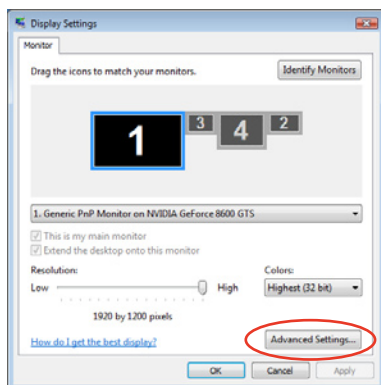 Display Settings
Monitor
Drag the icons to match your monitors.
Identify Monitors
1
3
4
2
1. Generic PnP Monitor on NVIDIA GeForce 8600 GTS
This is my main monitor
Extend the desktop onto this monitor
Resolution:
Colors:
Low
High
Highest (32 bit)
1920 by 1200 pixels
How do I get the best display?
Advanced Settings...
OK
Cancel
Apply